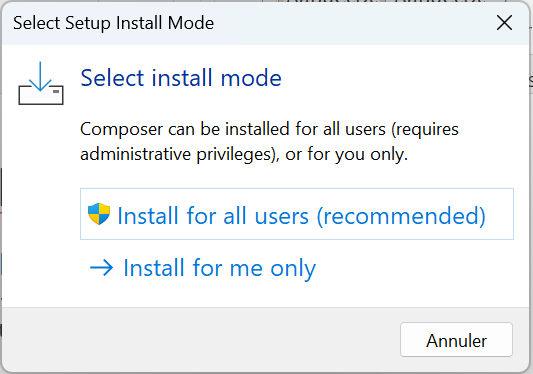 Select Setup Install Mode
Select install mode
Composer can be installed for all users (requires
administrative privileges), or for you only.
Install for all users (recommended)
Install for me only
Annuler